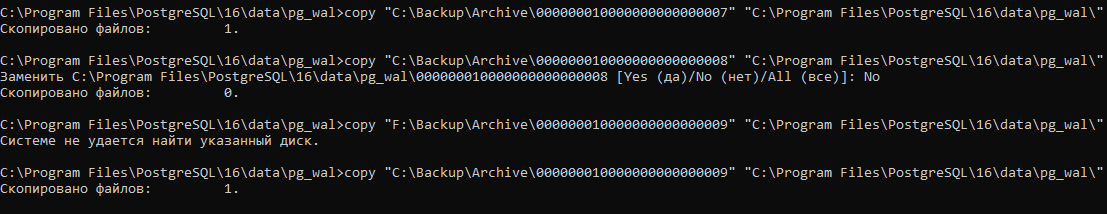 C:\Program Files\PostgreSQL\16\data\pg_wal>copy "C:\Backup\Archive\000000010000000000000007" "C:\Program Files\PostgreSQL\16\data\pg_wal\"
Скопировано файлов:         1.
C:\Program Files\PostgreSQL\16\data\pg_wal>copy "C:\Backup\Archive\000000010000000000000008" "C:\Program Files\PostgreSQL\16\data\pg_wal\"
Заменить C:\Program Files\PostgreSQL\16\data\pg_wal\000000010000000000000008 [Yes (да)/No (нет)/All (все)]: No
Скопировано файлов:         0.
C:\Program Files\PostgreSQL\16\data\pg_wal>copy "F:\Backup\Archive\000000010000000000000009" "C:\Program Files\PostgreSQL\16\data\pg_wal\"
Системе не удается найти указанный диск.
C:\Program Files\PostgreSQL\16\data\pg_wal>copy "C:\Backup\Archive\000000010000000000000009" "C:\Program Files\PostgreSQL\16\data\pg_wal\"
Скопировано файлов:         1.